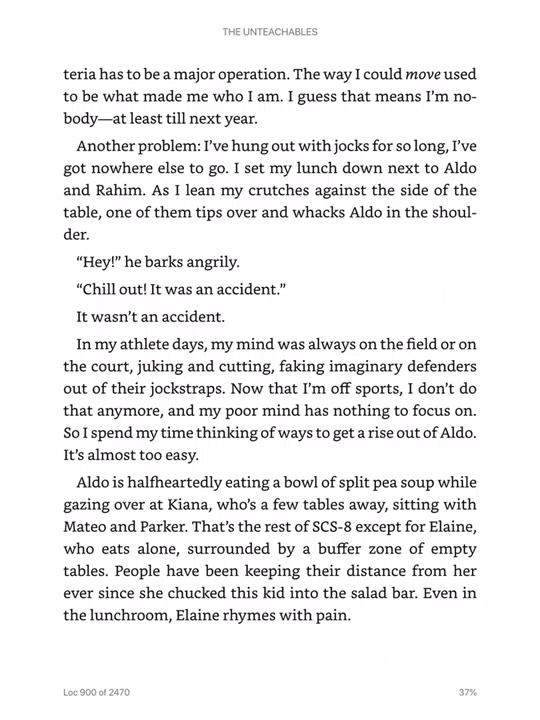 THE UNTEACHABLES
teria has to be a major operation. The way I could move used
to be what made me who I am. I guess that means I'm no-
body—at least till next year.
Another problem: I've hung out with jocks for so long, I've
got nowhere else to go. I set my lunch down next to Aldo
and Rahim. As I lean my crutches against the side of the
table, one of them tips over and whacks Aldo in the shoul-
der.
“Hey!” he barks angrily.
“Chill out! It was an accident.”
It wasn't an accident.
In my athlete days, my mind was always on the field or on
the court, juking and cutting, faking imaginary defenders
out of their jockstraps. Now that I'm off sports, I don't do
that anymore, and my poor mind has nothing to focus on.
So I spend my time thinking of ways to get a rise out of Aldo.
It's almost too easy.
Aldo is halfheartedly eating a bowl of split pea soup while
gazing over at Kiana, who's a few tables away, sitting with
Mateo and Parker. That's the rest of SCS-8 except for Elaine,
who eats alone, surrounded by a buffer zone of empty
tables. People have been keeping their distance from her
ever since she chucked this kid into the salad bar. Even in
the lunchroom, Elaine rhymes with pain.
Loc 900 of 2470
37%